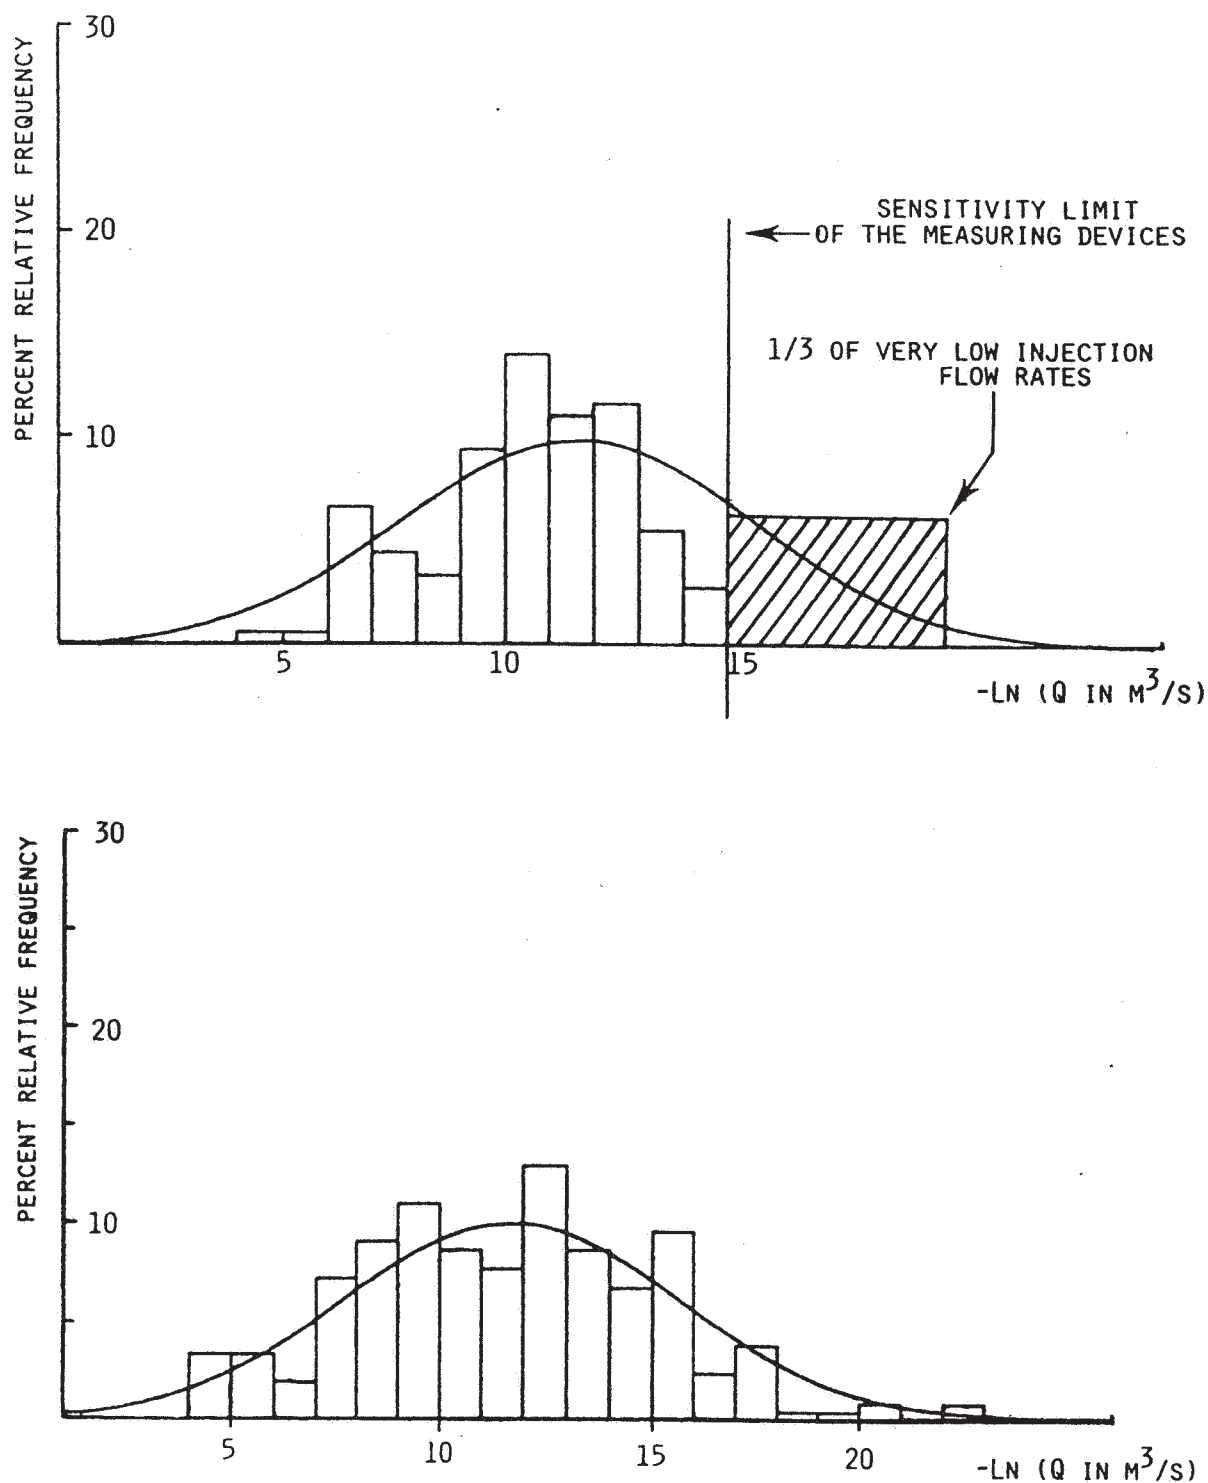 30
PERCENT RELATIVE FREQUENCY
20
SENSITIVITY LIMIT
OF THE MEASURING DEVICES
1/3 OF VERY LOW INJECTION
FLOW RATES
10
5
10
15
-LN (Q IN M³/S)
30
PERCENT RELATIVE FREQUENCY
20
10
5
10
15
20
-LN (Q IN M³/S)